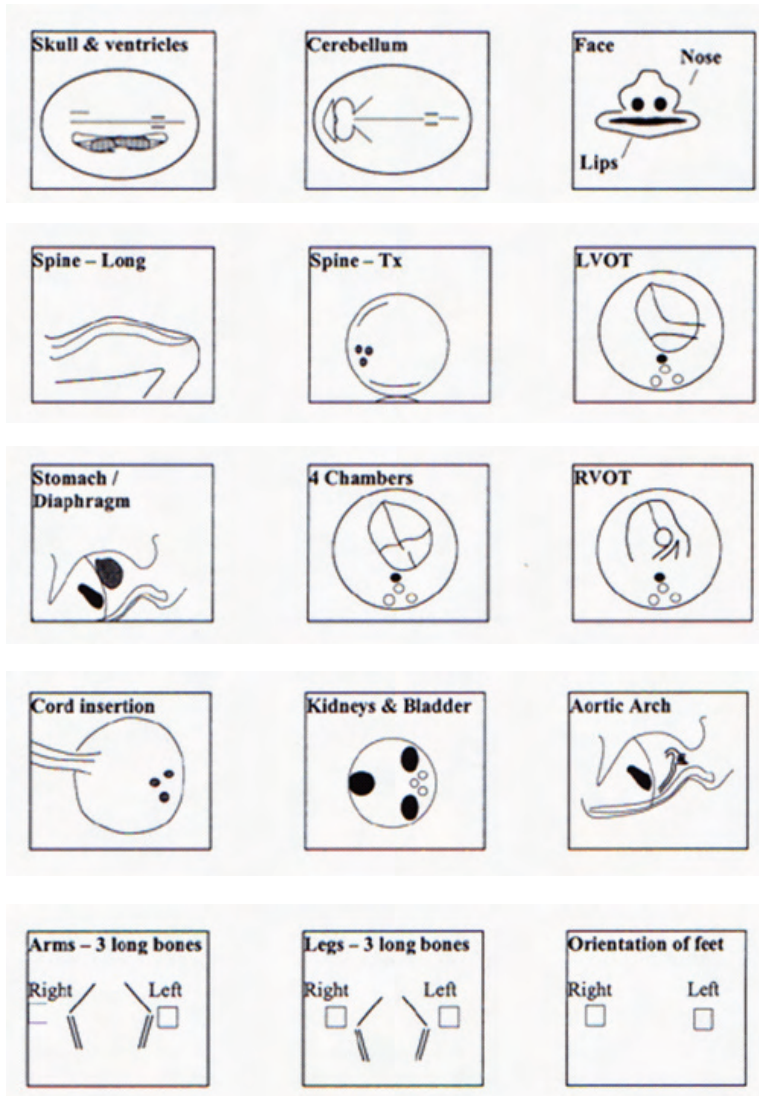 Skull & ventricles
Cerebellum
Face
Nose
Lips
Spine – Long
Spine – Tx
LVOT
Stomach /
Diaphragm
4 Chambers
RVOT
Cord insertion
Kidneys & Bladder
Aortic Arch
Arms – 3 long bones
Right
Left
Legs – 3 long bones
Right
Left
Orientation of feet
Right
Left